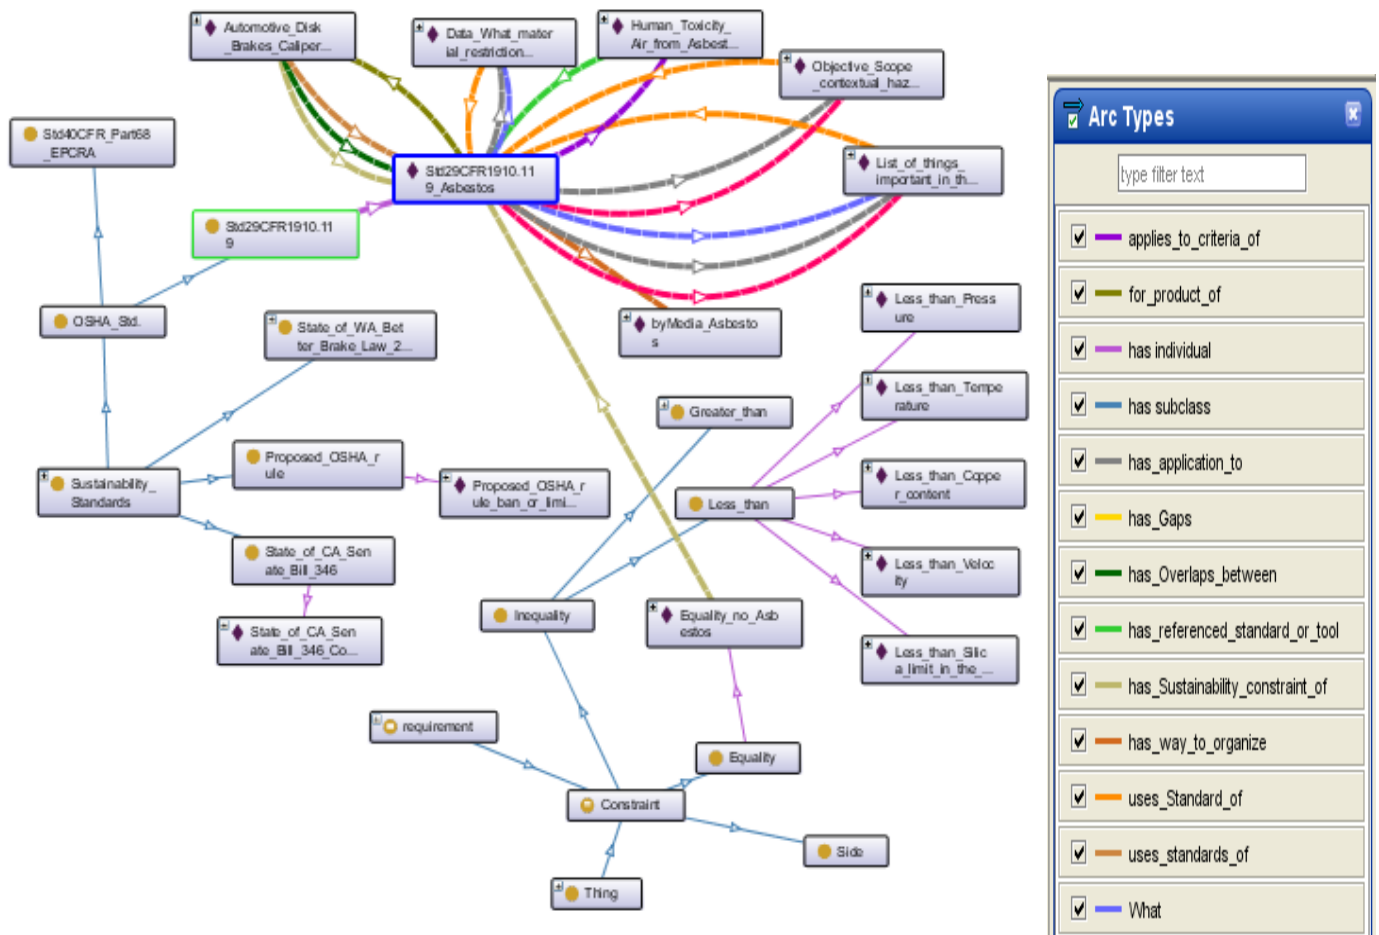 Automotive_Disk
_Brakes_Caliper...
Data_What_mater
ial_restriction...
Human_Toxicity_
Air_from_Asbest...
Objective_Scope
_contextual_haz...
Std40CFR_Part68
_EPCRA
Std29CFR1910.11
9_Asbestos
List_of_things_
important_in_th...
Std29CFR1910.11
9
OSHA_Std.
State_of_WA_Bet
ter_Brake_Law_2...
byMedia_Asbesto
s
Less_than_Press
ure
Greater_than
Less_than_Tempe
rature
Proposed_OSHA_r
ule
Sustainability_
Standards
Proposed_OSHA_r
ule_ban_or_limi...
Less_than
Less_than_Coppe
r_content
State_of_CA_Sen
ate_Bill_346
Less_than_Veloc
ity
Inequality
Equality_no_Asb
estos
State_of_CA_Sen
ate_Bill_346_Co...
Less_than_Silic
a_limit_in_the_...
requirement
Equality
Constraint
Side
Thing
Arc Types
type filter text
applies_to_criteria_of
for_product_of
has individual
has subclass
has_application_to
has_Gaps
has_Overlaps_between
has_referenced_standard_or_tool
has_Sustainability_constraint_of
has_way_to_organize
uses_Standard_of
uses_standards_of
What